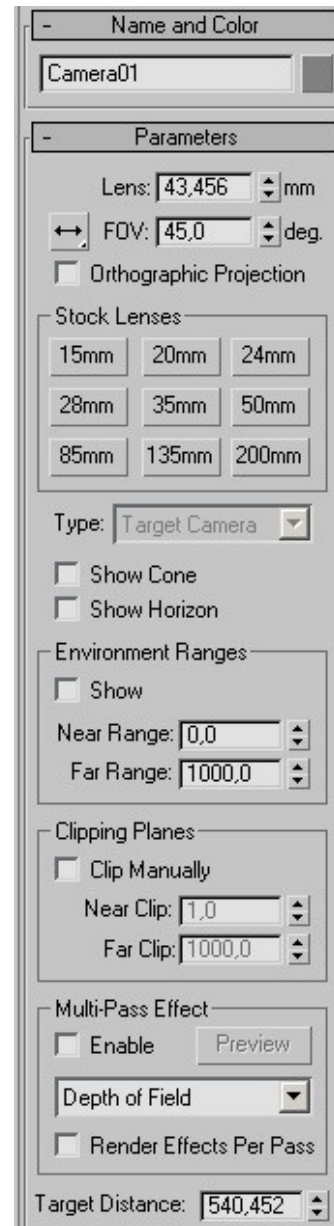 - Name and Color
Camera01
- Parameters
Lens: 43,456 mm
FOV: 45,0 deg.
Orthographic Projection
Stock Lenses
15mm 20mm 24mm
28mm 35mm 50mm
85mm 135mm 200mm
Type: Target Camera
Show Cone
Show Horizon
Environment Ranges
Show
Near Range: 0,0
Far Range: 1000,0
Clipping Planes
Clip Manually
Near Clip: 1,0
Far Clip: 1000,0
Multi-Pass Effect
Enable Preview
Depth of Field
Render Effects Per Pass
Target Distance: 540,452